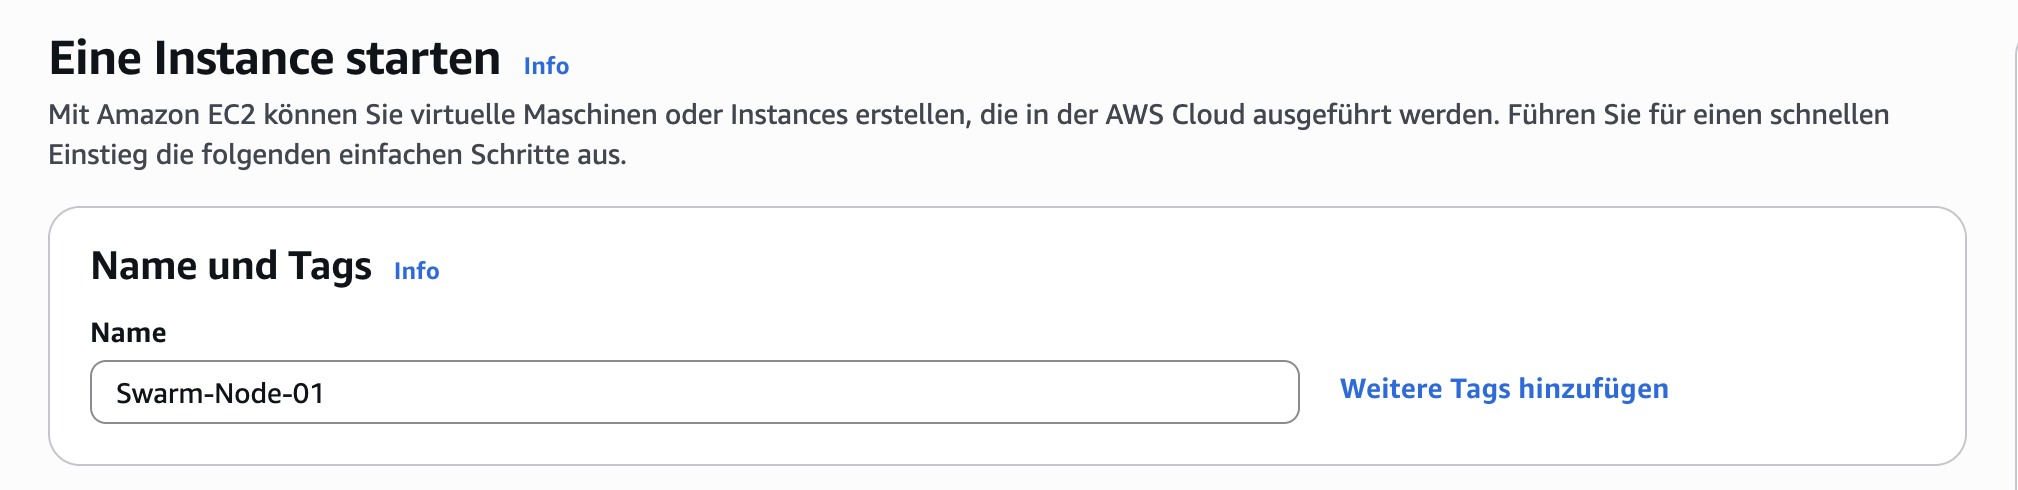 Eine Instance starten Info
Mit Amazon EC2 können Sie virtuelle Maschinen oder Instances erstellen, die in der AWS Cloud ausgeführt werden. Führen Sie für einen schnellen
Einstieg die folgenden einfachen Schritte aus.
Name und Tags Info
Name
Swarm-Node-01
Weitere Tags hinzufügen